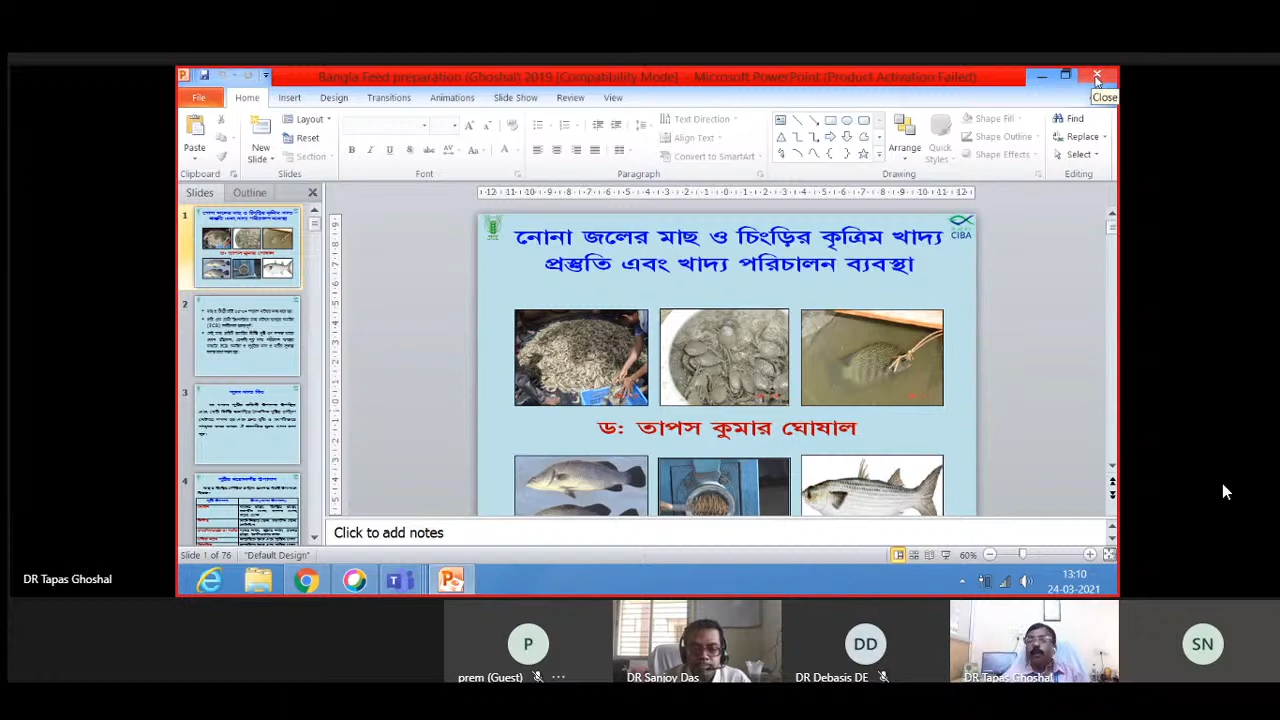 Bangla Feed preparation (Ghoshal) 2019 [Compatibility Mode] - Microsoft PowerPoint (Product Activation Failed)
Close
File Home Insert Design Transitions Animations Slide Show Review View
Paste
New
Slide
Layout
Reset
Section
Text Direction
Align Text
Convert to SmartArt
Arrange
Quick
Styles
Shape Fill
Shape Outline
Shape Effects
Find
Replace
Select
Clipboard Slides Font Paragraph Drawing Editing
Slides Outline
1
2
3
4
CIBA
নোনা জলের মাছ ও চিংড়ির কৃত্রিম খাদ্য
প্রস্তুতি এবং খাদ্য পরিচালন ব্যবস্থা
ড: তাপস কুমার ঘোষাল
Click to add notes
Slide 1 of 76 "Default Design" 60%
13:10
24-03-2021
DR Tapas Ghoshal
P
prem (Guest)
DR Sanjoy Das
DD
DR Debasis DE
DR Tapas Ghoshal
SN